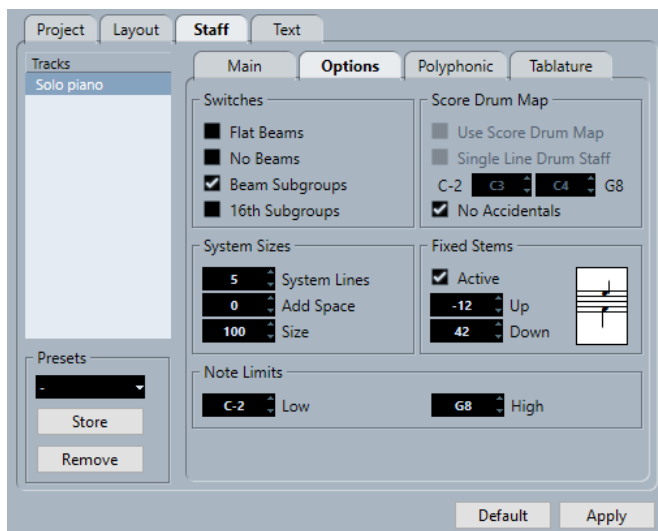 Project Layout Staff Text
Tracks
Solo piano
Main Options Polyphonic Tablature
Switches
Flat Beams
No Beams
Beam Subgroups
16th Subgroups
Score Drum Map
Use Score Drum Map
Single Line Drum Staff
C-2 C3 C4 G8
No Accidentals
System Sizes
5 System Lines
0 Add Space
100 Size
Fixed Stems
Active
-12 Up
42 Down
Presets
-
Store
Remove
Note Limits
C-2 Low G8 High
Default Apply